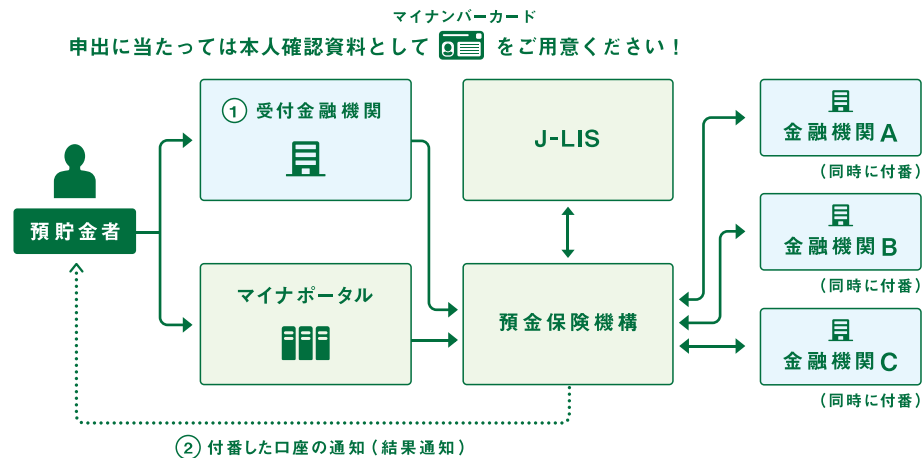 マイナンバーカード
申出に当たっては本人確認資料として をご用意ください！
① 受付金融機関
J-LIS
金融機関 A
（同時に付番）
預貯金者
金融機関 B
（同時に付番）
マイナポータル
預金保険機構
金融機関 C
（同時に付番）
② 付番した口座の通知（結果通知）